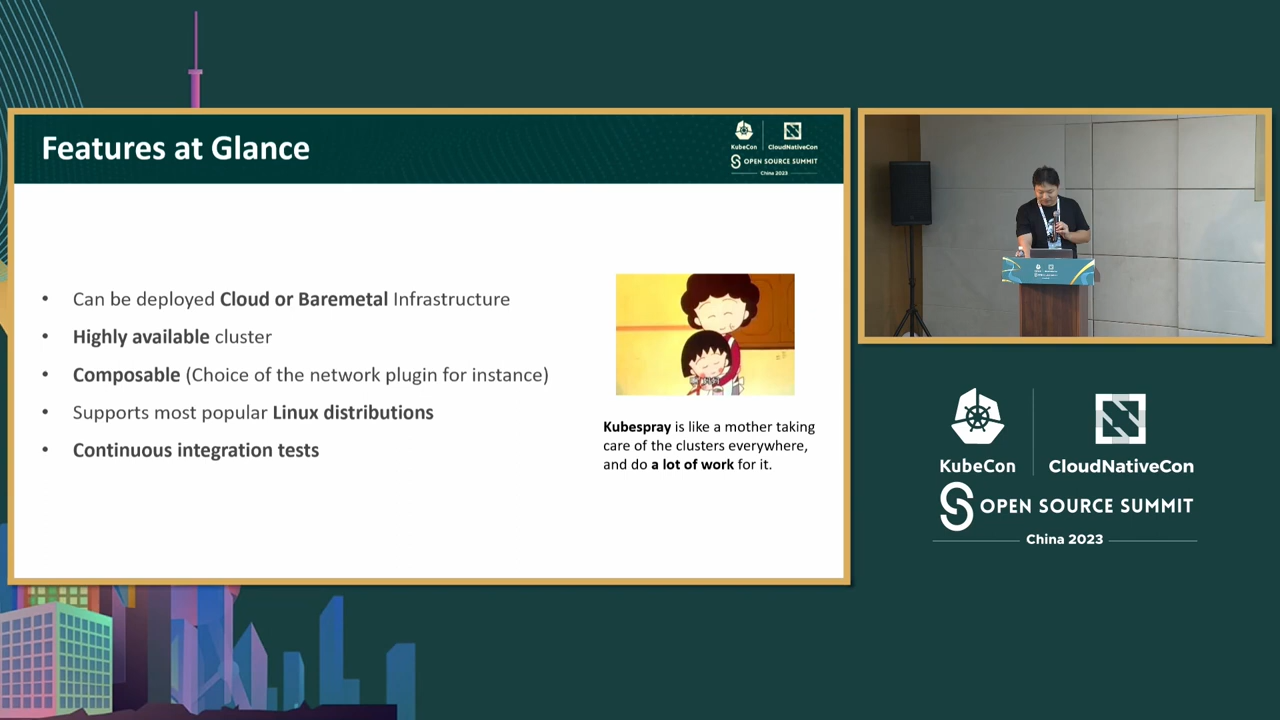 Features at Glance
KubeCon
CloudNativeCon
OPEN SOURCE SUMMIT
China 2023
• Can be deployed Cloud or Baremetal Infrastructure
• Highly available cluster
• Composable (Choice of the network plugin for instance)
• Supports most popular Linux distributions
• Continuous integration tests
Kubespray is like a mother taking
care of the clusters everywhere,
and do a lot of work for it.
KubeCon
CloudNativeCon
OPEN SOURCE SUMMIT
China 2023